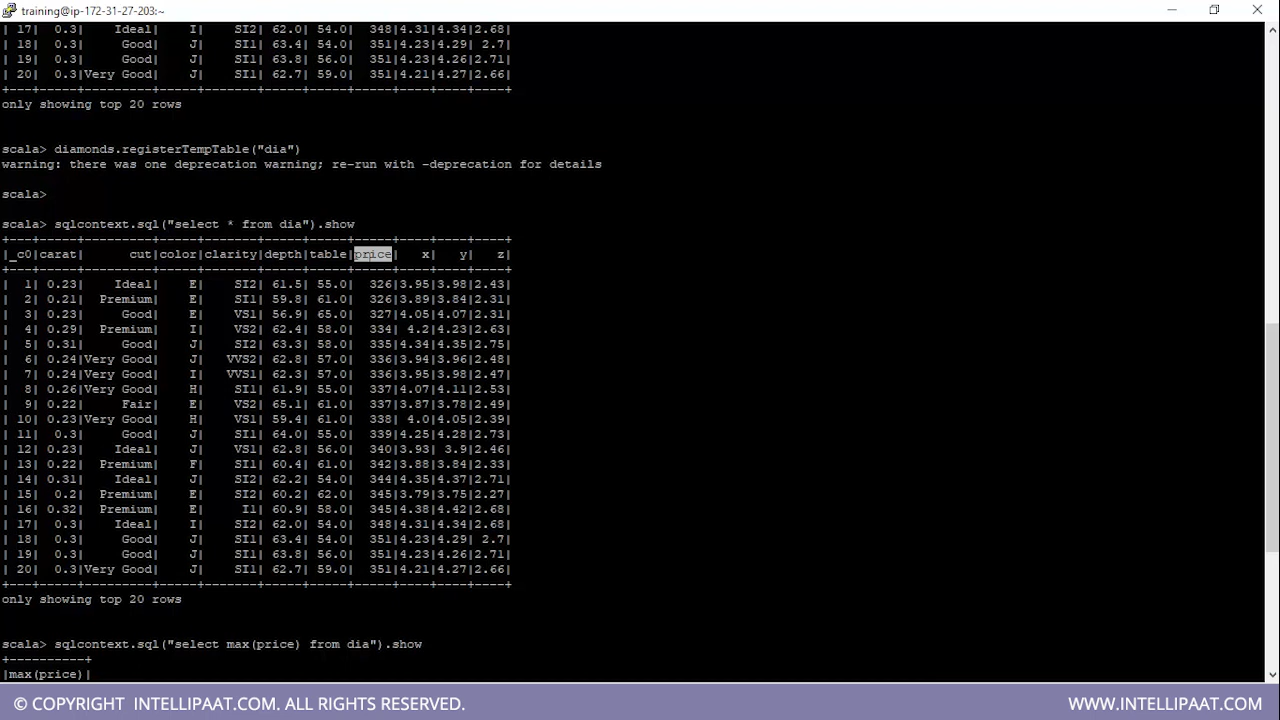 training@ip-172-31-27-203:~
| 17| 0.3| Ideal| I| SI2| 62.0| 54.0| 348|4.31|4.34|2.68|
| 18| 0.3| Good| J| SI1| 63.4| 54.0| 351|4.23|4.29| 2.7|
| 19| 0.3| Good| J| SI1| 63.8| 56.0| 351|4.23|4.26|2.71|
| 20| 0.3|Very Good| J| SI1| 62.7| 59.0| 351|4.21|4.27|2.66|
+---+-----+---------+-----+-------+-----+-----+-----+----+----+----+
only showing top 20 rows
scala> diamonds.registerTempTable("dia")
warning: there was one deprecation warning; re-run with -deprecation for details
scala>
scala> sqlcontext.sql("select * from dia").show
+---+-----+---------+-----+-------+-----+-----+-----+----+----+----+
|_c0|carat| cut|color|clarity|depth|table|price| x| y| z|
+---+-----+---------+-----+-------+-----+-----+-----+----+----+----+
| 1| 0.23| Ideal| E| SI2| 61.5| 55.0| 326|3.95|3.98|2.43|
| 2| 0.21| Premium| E| SI1| 59.8| 61.0| 326|3.89|3.84|2.31|
| 3| 0.23| Good| E| VS1| 56.9| 65.0| 327|4.05|4.07|2.31|
| 4| 0.29| Premium| I| VS2| 62.4| 58.0| 334| 4.2|4.23|2.63|
| 5| 0.31| Good| J| SI2| 63.3| 58.0| 335|4.34|4.35|2.75|
| 6| 0.24|Very Good| J| VVS2| 62.8| 57.0| 336|3.94|3.96|2.48|
| 7| 0.24|Very Good| I| VVS1| 62.3| 57.0| 336|3.95|3.98|2.47|
| 8| 0.26|Very Good| H| SI1| 61.9| 55.0| 337|4.07|4.11|2.53|
| 9| 0.22| Fair| E| VS2| 65.1| 61.0| 337|3.87|3.78|2.49|
| 10| 0.23|Very Good| H| VS1| 59.4| 61.0| 338| 4.0|4.05|2.39|
| 11| 0.3| Good| J| SI1| 64.0| 55.0| 339|4.25|4.28|2.73|
| 12| 0.23| Ideal| J| VS1| 62.8| 56.0| 340|3.93| 3.9|2.46|
| 13| 0.22| Premium| F| SI1| 60.4| 61.0| 342|3.88|3.84|2.33|
| 14| 0.31| Ideal| J| SI2| 62.2| 54.0| 344|4.35|4.37|2.71|
| 15| 0.2| Premium| E| SI2| 60.2| 62.0| 345|3.79|3.75|2.27|
| 16| 0.32| Premium| E| I1| 60.9| 58.0| 345|4.38|4.42|2.68|
| 17| 0.3| Ideal| I| SI2| 62.0| 54.0| 348|4.31|4.34|2.68|
| 18| 0.3| Good| J| SI1| 63.4| 54.0| 351|4.23|4.29| 2.7|
| 19| 0.3| Good| J| SI1| 63.8| 56.0| 351|4.23|4.26|2.71|
| 20| 0.3|Very Good| J| SI1| 62.7| 59.0| 351|4.21|4.27|2.66|
+---+-----+---------+-----+-------+-----+-----+-----+----+----+----+
only showing top 20 rows
scala> sqlcontext.sql("select max(price) from dia").show
+----------+
|max(price)|
© COPYRIGHT INTELLIPAAT.COM. ALL RIGHTS RESERVED. WWW.INTELLIPAAT.COM